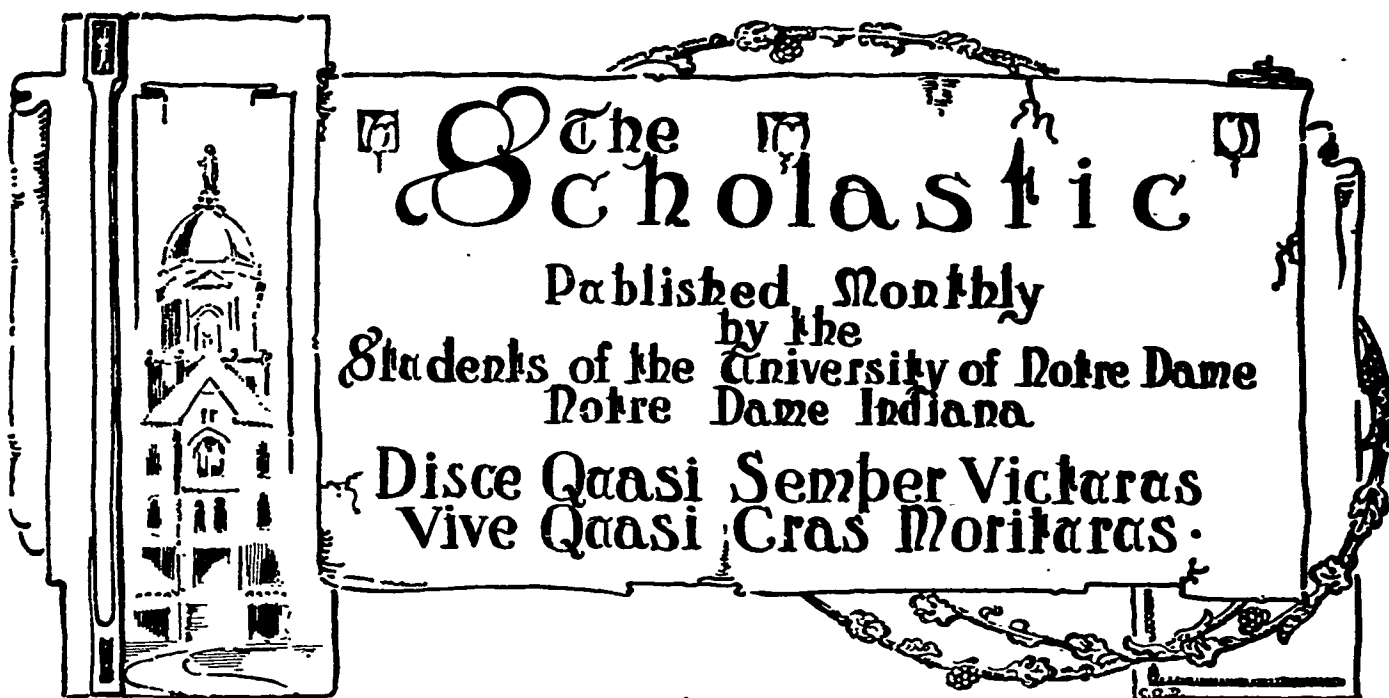 The
Scholastic
Published Monthly
by the
Students of the University of Notre Dame
Notre Dame Indiana
Disce Quasi Semper Victurus
Vive Quasi Cras Moriturus.